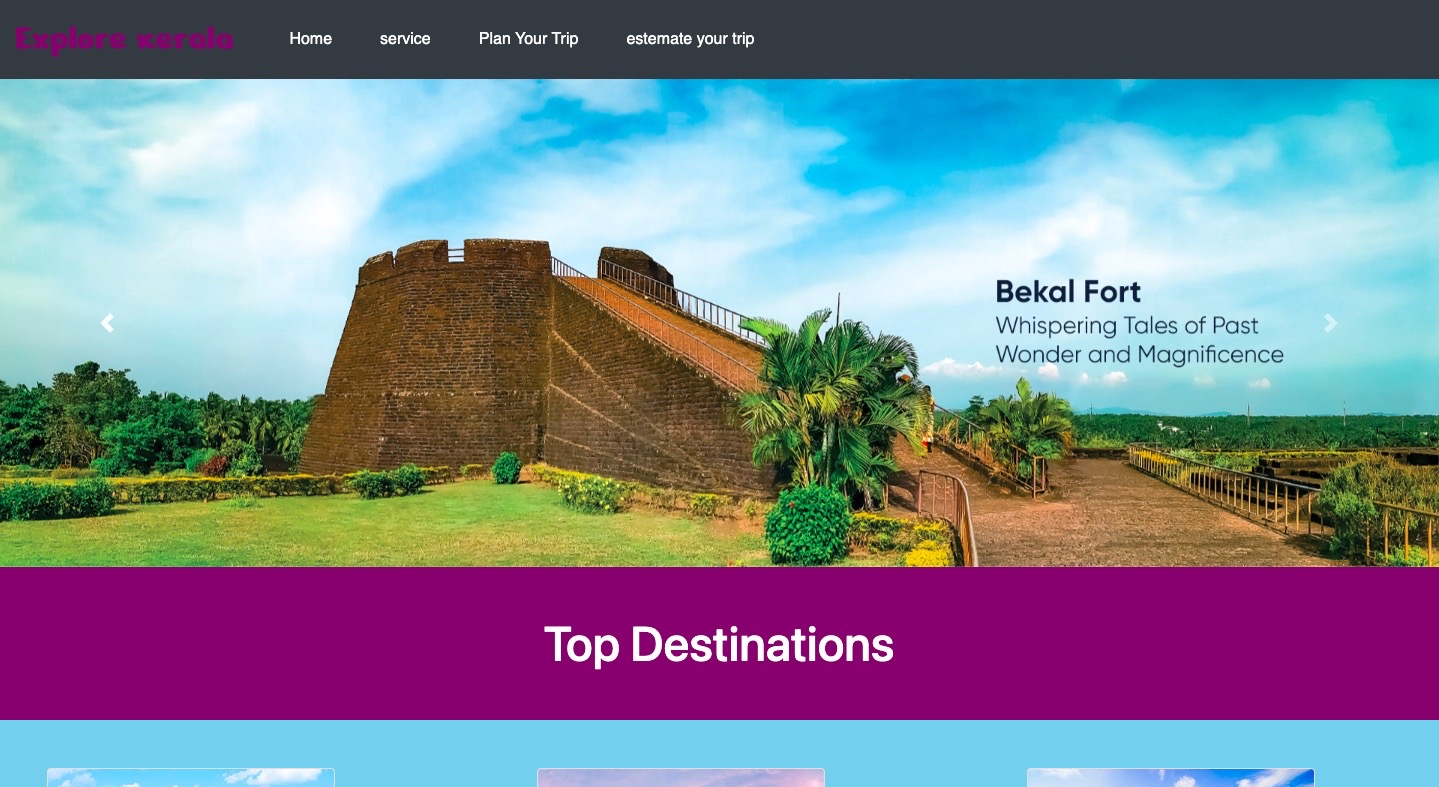 Explore kerala
Home
service
Plan Your Trip
estemate your trip
Bekal Fort
Whispering Tales of Past
Wonder and Magnificence
Top Destinations